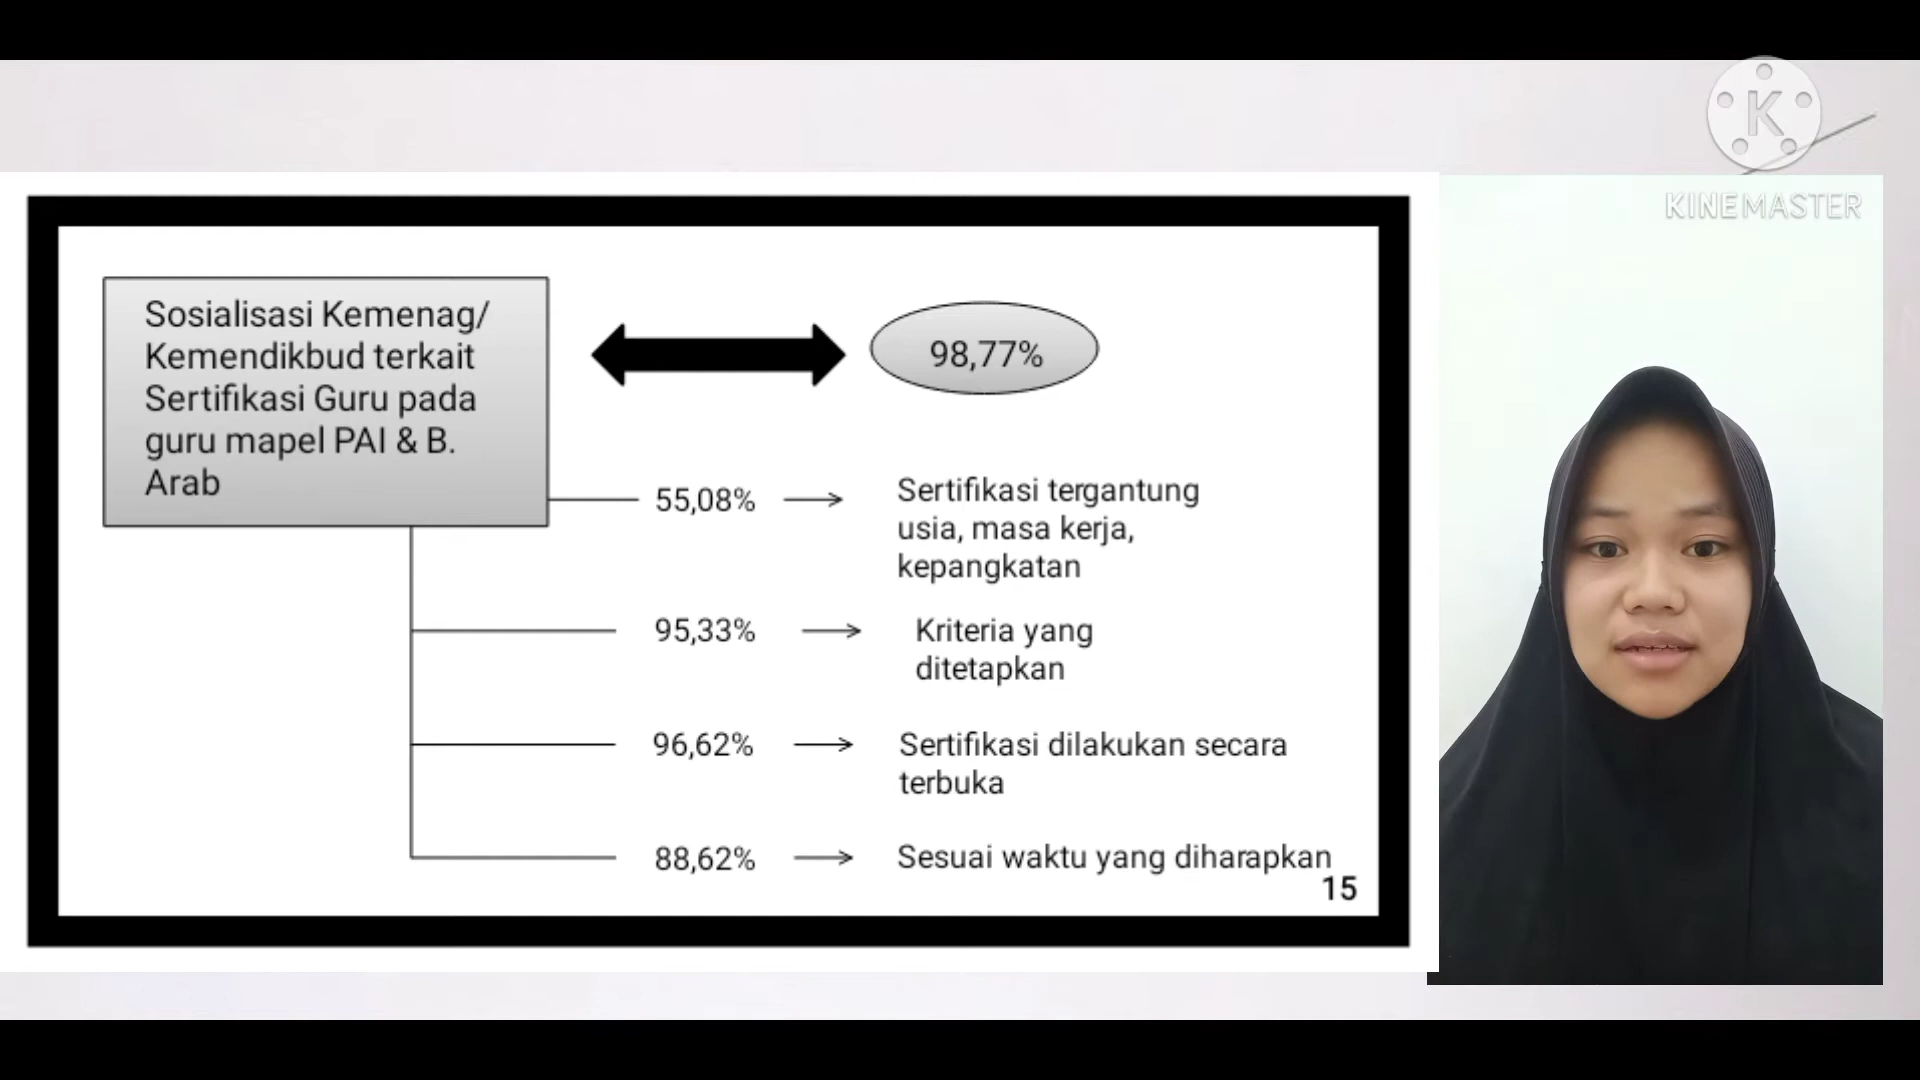 K
KINEMASTER
Sosialisasi Kemenag/
Kemendikbud terkait
Sertifikasi Guru pada
guru mapel PAI & B.
Arab
98,77%
55,08%
Sertifikasi tergantung
usia, masa kerja,
kepangkatan
95,33%
Kriteria yang
ditetapkan
96,62%
Sertifikasi dilakukan secara
terbuka
88,62%
Sesuai waktu yang diharapkan
15